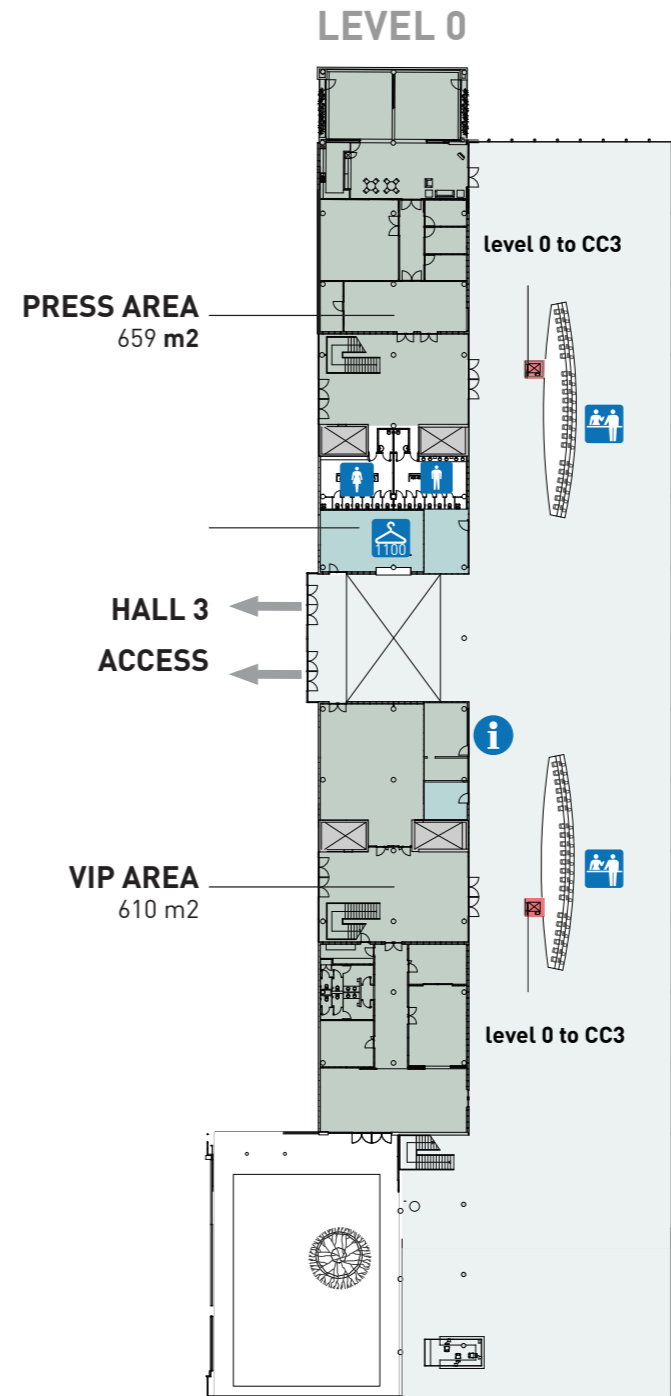 LEVEL 0
level 0 to CC3
PRESS AREA
659 m2
1100
HALL 3
ACCESS
i
VIP AREA
610 m2
level 0 to CC3